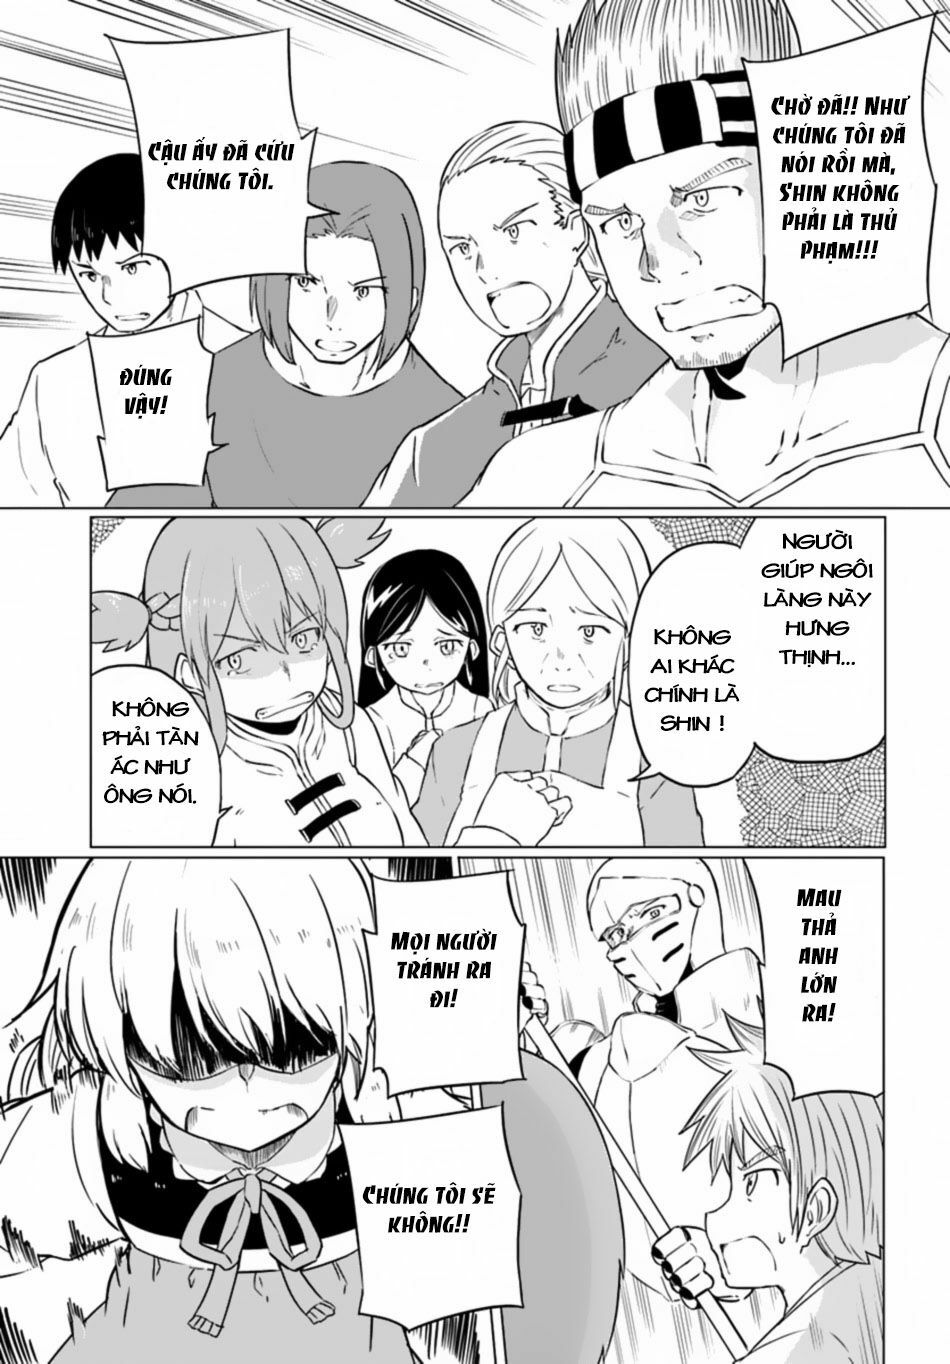 Chờ đã!! Như
chúng tôi đã
nói rồi mà,
Shin không
phải là thủ
phạm!!!
Cậu ấy đã cứu
chúng tôi.
đúng
vậy!
NGƯỜI
GIÚP NGÔI
LÀNG NÀY
HƯNG
THỊNH...
KHÔNG
AI KHÁC
CHÍNH LÀ
SHIN !
KHÔNG
PHẢI TÀN
ÁC NHƯ
ÔNG NÓI.
Mau
thả
anh
lớn
ra!
Mọi người
tránh ra
đi!
Chúng tôi sẽ
không!!